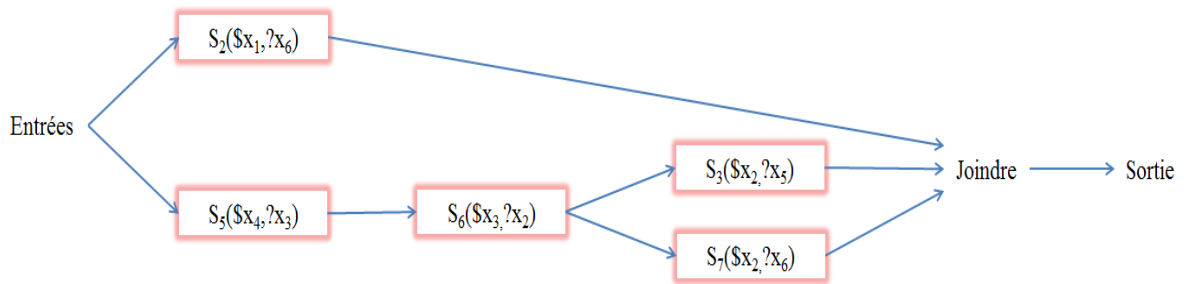 S₂($x₁,?x₆)
Entrées
S₅($x₄,?x₃)
S₆($x₃,?x₂)
S₃($x₂,?x₅)
S₇($x₂,?x₆)
Joindre
Sortie